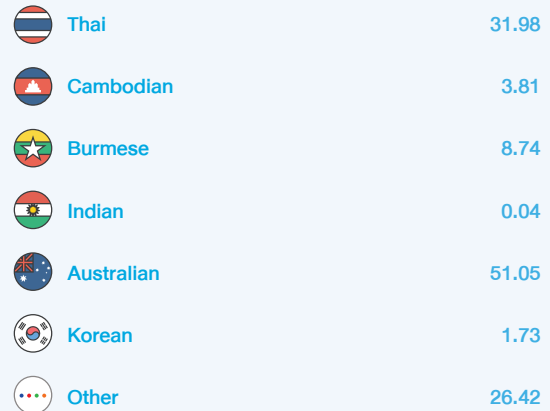 Thai 31.98
Cambodian 3.81
Burmese 8.74
Indian 0.04
Australian 51.05
Korean 1.73
Other 26.42